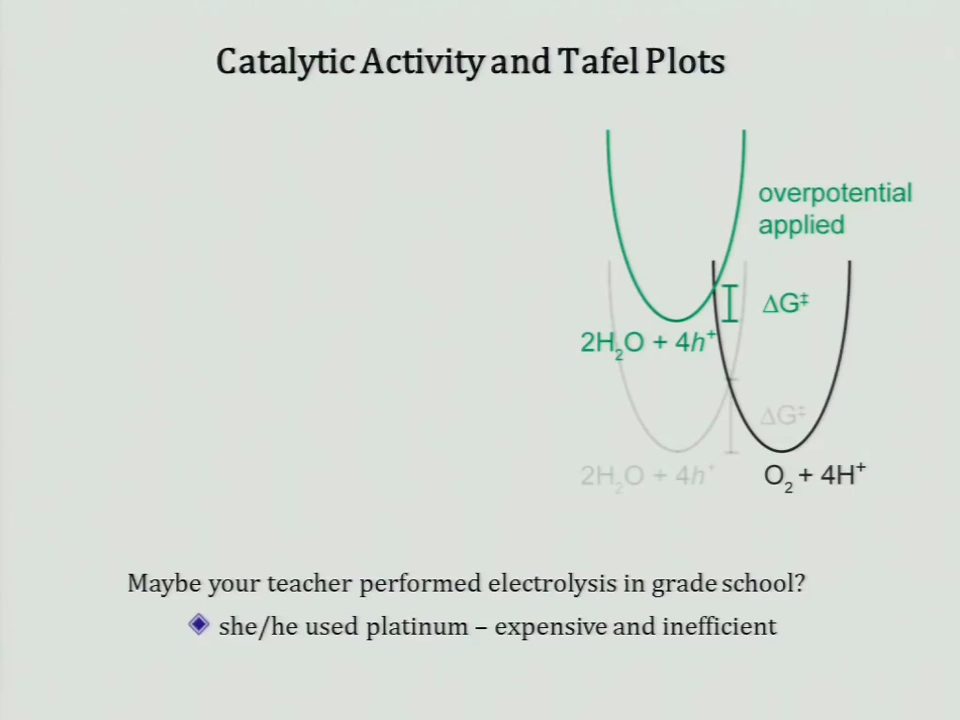 Catalytic Activity and Tafel Plots
overpotential
applied
ΔG‡
2H₂O + 4h⁺
ΔG‡
2H₂O + 4h⁺
O₂ + 4H⁺
Maybe your teacher performed electrolysis in grade school?
she/he used platinum – expensive and inefficient